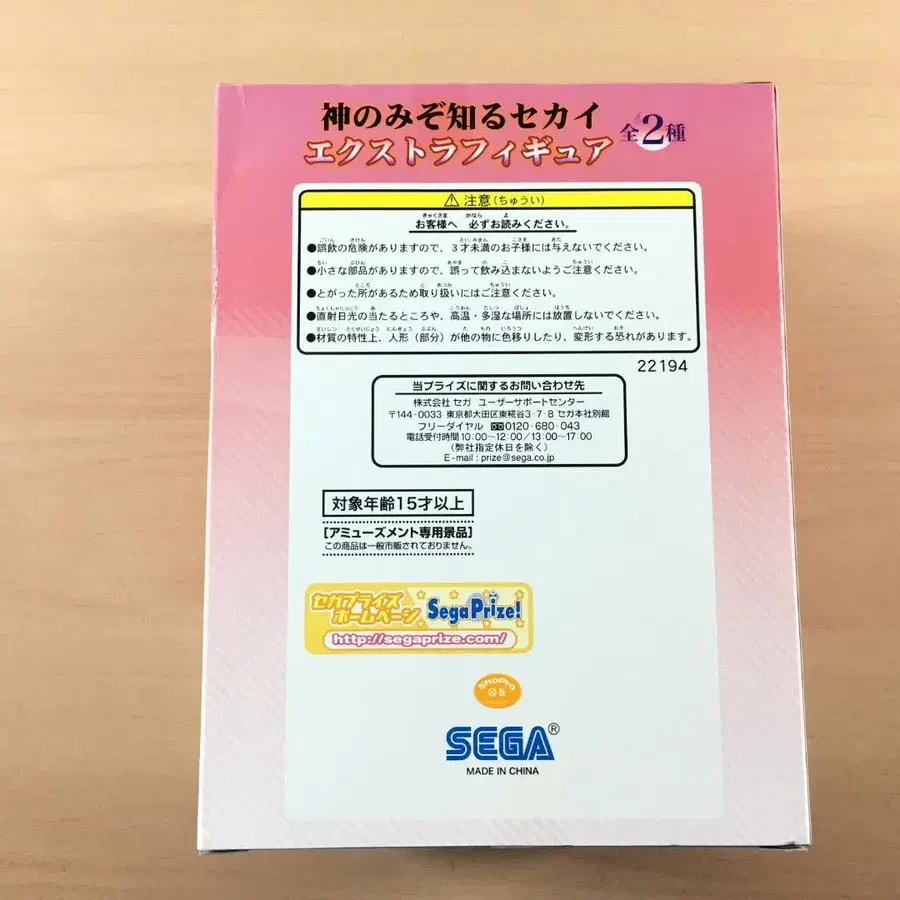 神のみぞ知るセカイ
エクストラフィギュア 全2種
⚠ 注意(ちゅうい)
お客様へ 必ずお読みください。
●誤飲の危険がありますので、3才未満のお子様には与えないでください。
●小さな部品がありますので、誤って飲み込まないようご注意ください。
●とがった所があるため取り扱いにはご注意ください。
●直射日光の当たるところや、高温・多湿な場所には放置しないでください。
●材質の特性上、人形（部分）が他の物に色移りしたり、変形する恐れがあります。
22194
当プライズに関するお問い合わせ先
株式会社 セガ ユーザーサポートセンター
〒144-0033 東京都大田区東糀谷3-7-8 セガ本社別館
フリーダイヤル 0120-680-043
電話受付時間 10:00~12:00/13:00~17:00
(弊社指定休日を除く)
E-mail : prize@sega.co.jp
対象年齢15才以上
[アミューズメント専用景品]
この商品は一般市販されておりません。
セガプライズ
ホームページ
SegaPrize!
http://segaprize.com/
ShoPro
SEGA®
MADE IN CHINA